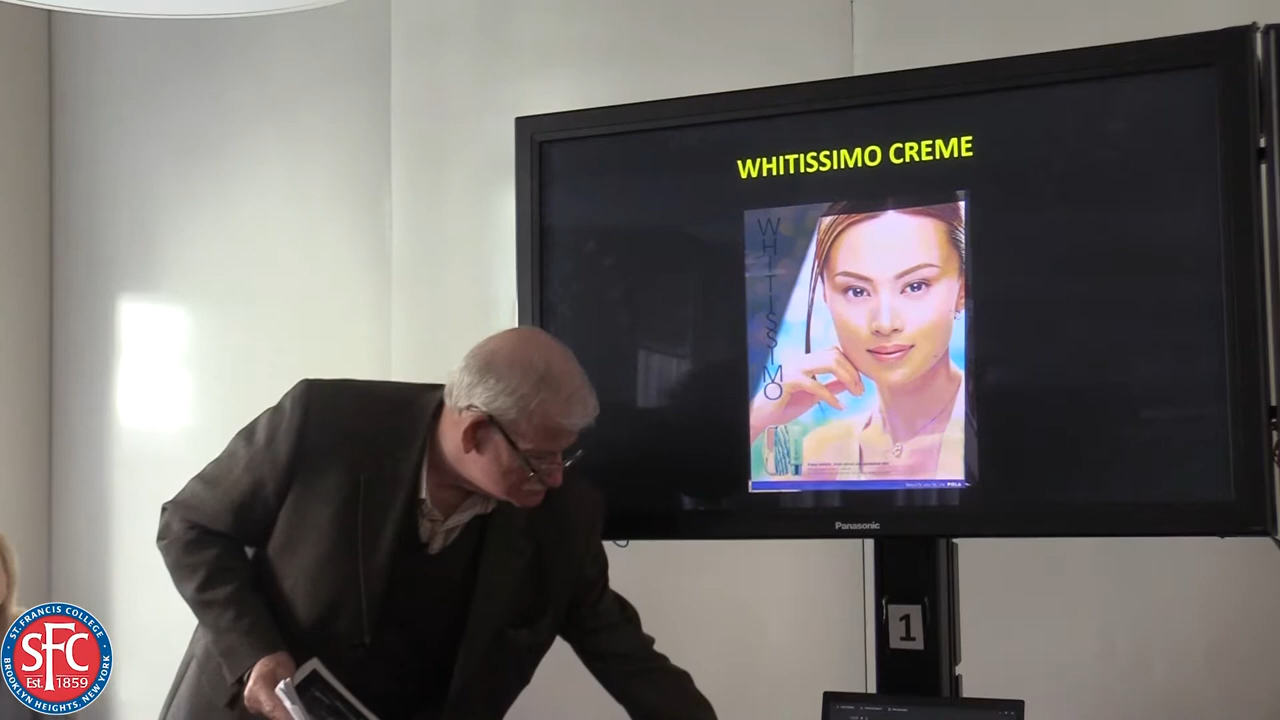 WHITISSIMO CREME
WHITISSIMO
POLA
Panasonic
1
ST. FRANCIS COLLEGE
SFC
EST. 1859
BROOKLYN HEIGHTS, NEW YORK